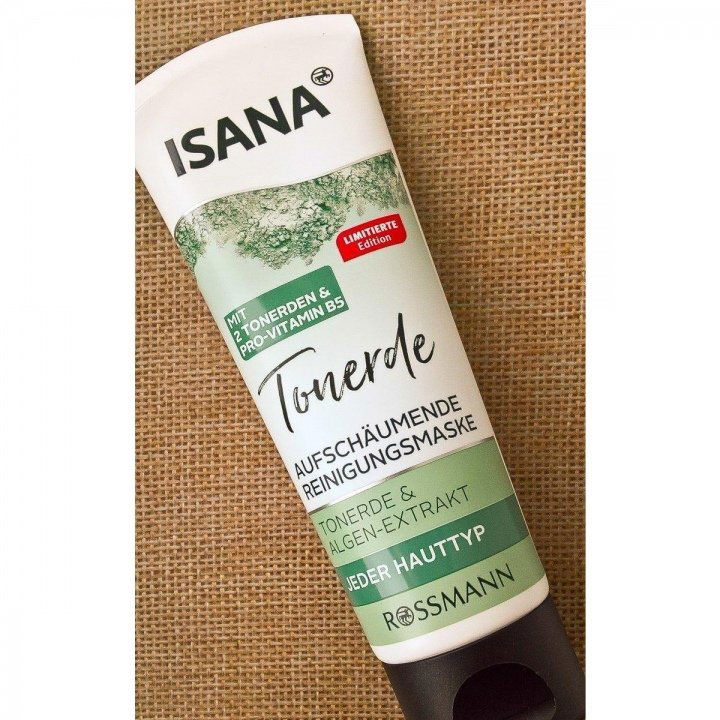 ISANA
LIMITIERTE
Edition
MIT
2 TONERDEN &
PRO-VITAMIN B5
Tonerde
AUFSCHÄUMENDE
REINIGUNGSMASKE
TONERDE &
ALGEN-EXTRAKT
JEDER HAUTTYP
ROSSMANN